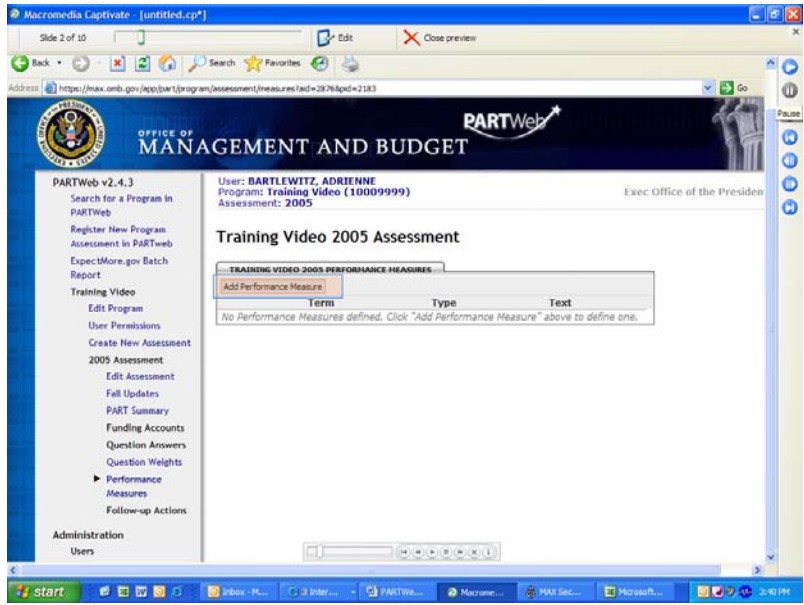 Macromedia Captivate - [untitled.cp*]
Slide 2 of 10
Edit
Close preview
Back
Search
Favorites
Address
https://max.omb.gov/app/part/program/assessment/measures?aid=2876&pid=2183
Go
Pause
OFFICE OF
MANAGEMENT AND BUDGET
PARTWeb
PARTWeb v2.4.3
Search for a Program in
PARTWeb
Register New Program
Assessment in PARTweb
ExpectMore.gov Batch
Report
Training Video
Edit Program
User Permissions
Create New Assessment
2005 Assessment
Edit Assessment
Fall Updates
PART Summary
Funding Accounts
Question Answers
Question Weights
Performance
Measures
Follow-up Actions
Administration
Users
User: BARTLEWITZ, ADRIENNE
Program: Training Video (10009999)
Assessment: 2005
Exec Office of the Presiden
Training Video 2005 Assessment
TRAINING VIDEO 2005 PERFORMANCE MEASURES
Add Performance Measure
Term Type Text
No Performance Measures defined. Click "Add Performance Measure" above to define one.
start
Inbox - M...
3 Inter...
PARTWe...
Macrome...
MAX Sec...
Microsoft...
3:40 PM